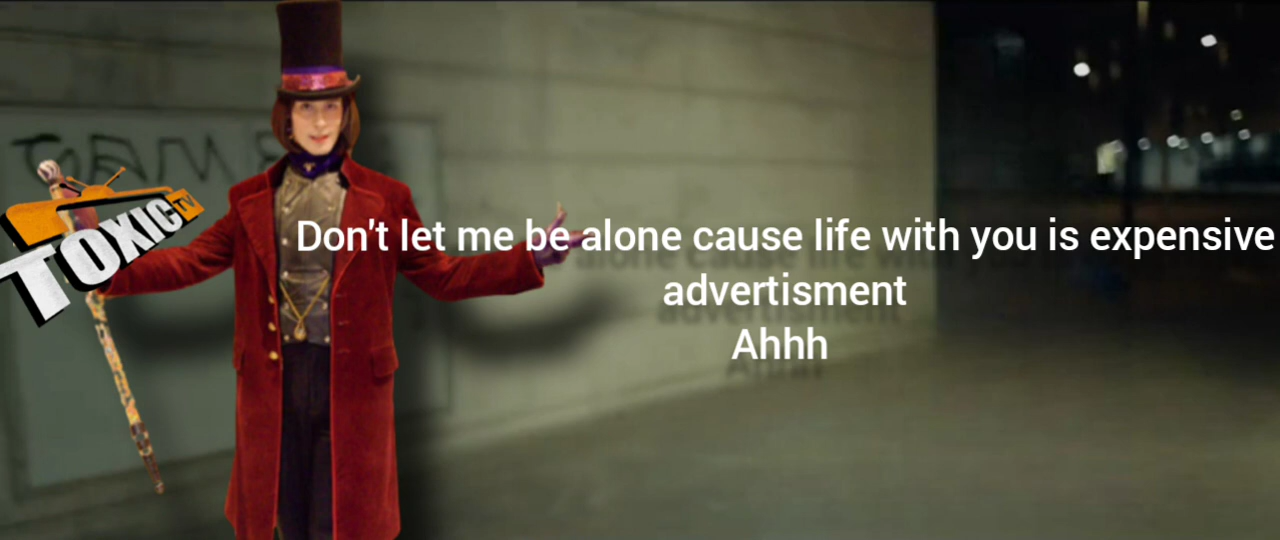 TOXIC TV
Don't let me be alone cause life with you is expensive
advertisment
Ahhh